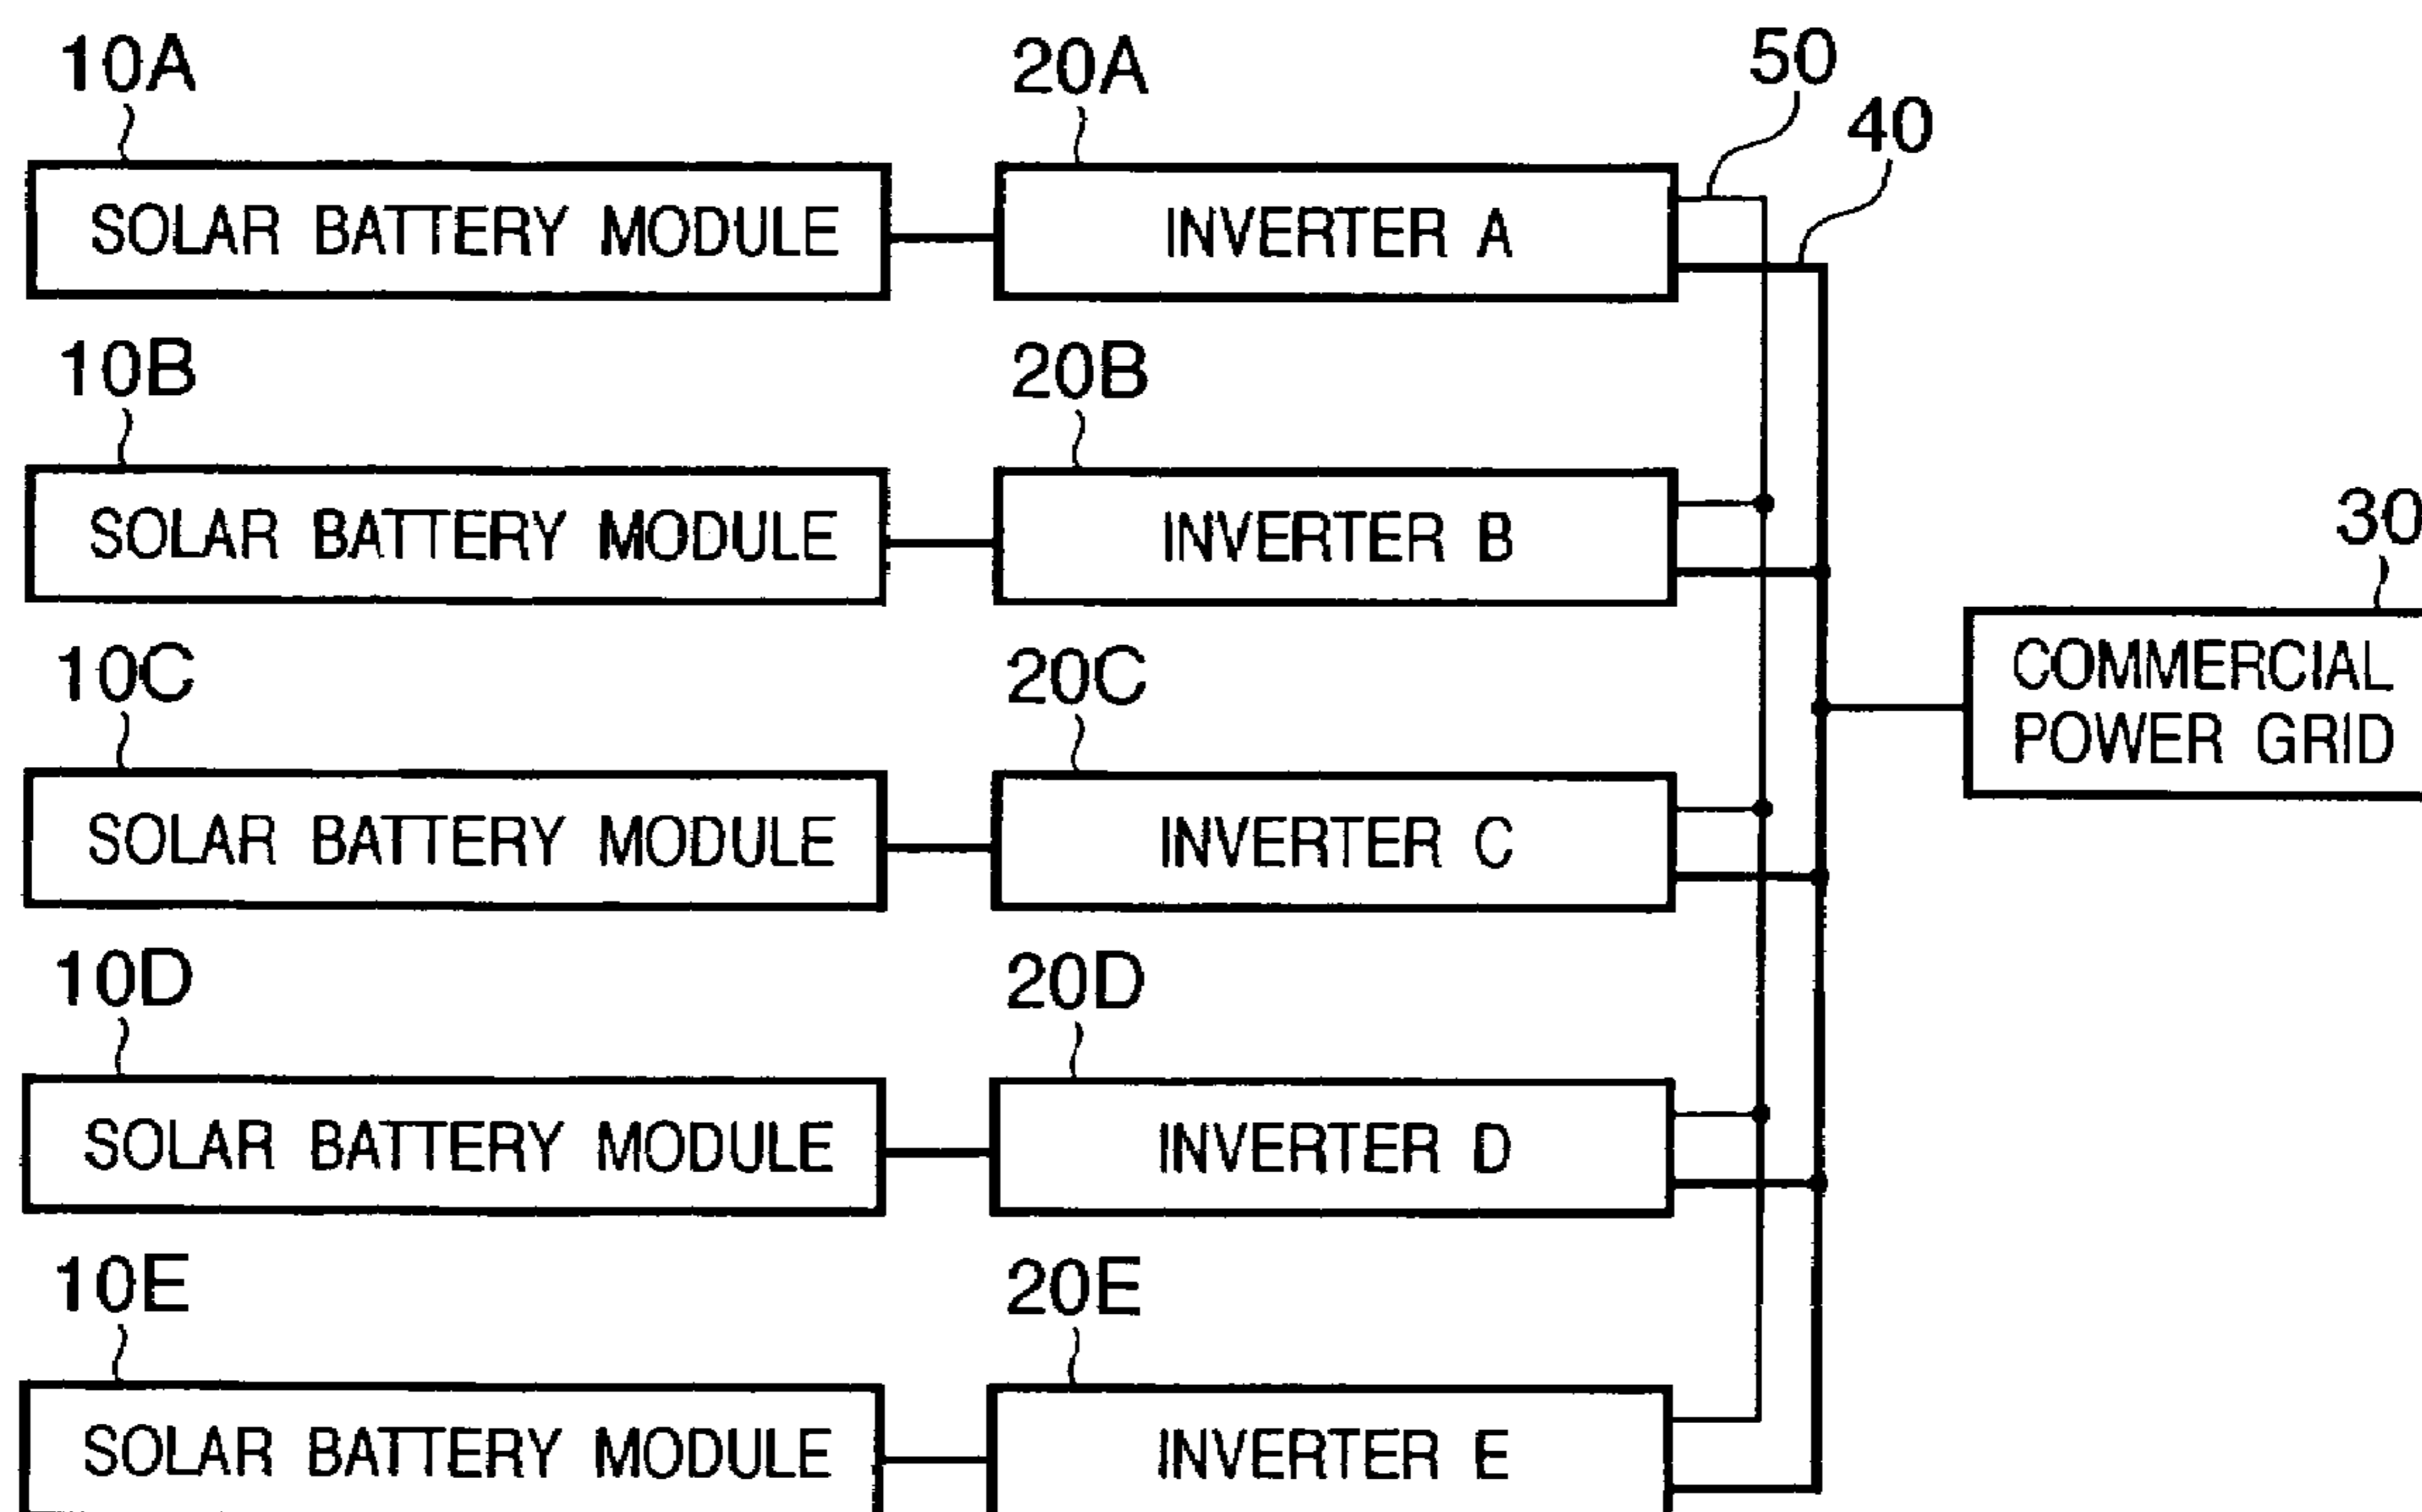 10A 20A 50
40
SOLAR BATTERY MODULE INVERTER A
10B 20B
30
SOLAR BATTERY MODULE INVERTER B
10C 20C
COMMERCIAL
POWER GRID
SOLAR BATTERY MODULE INVERTER C
10D 20D
SOLAR BATTERY MODULE INVERTER D
10E 20E
SOLAR BATTERY MODULE INVERTER E